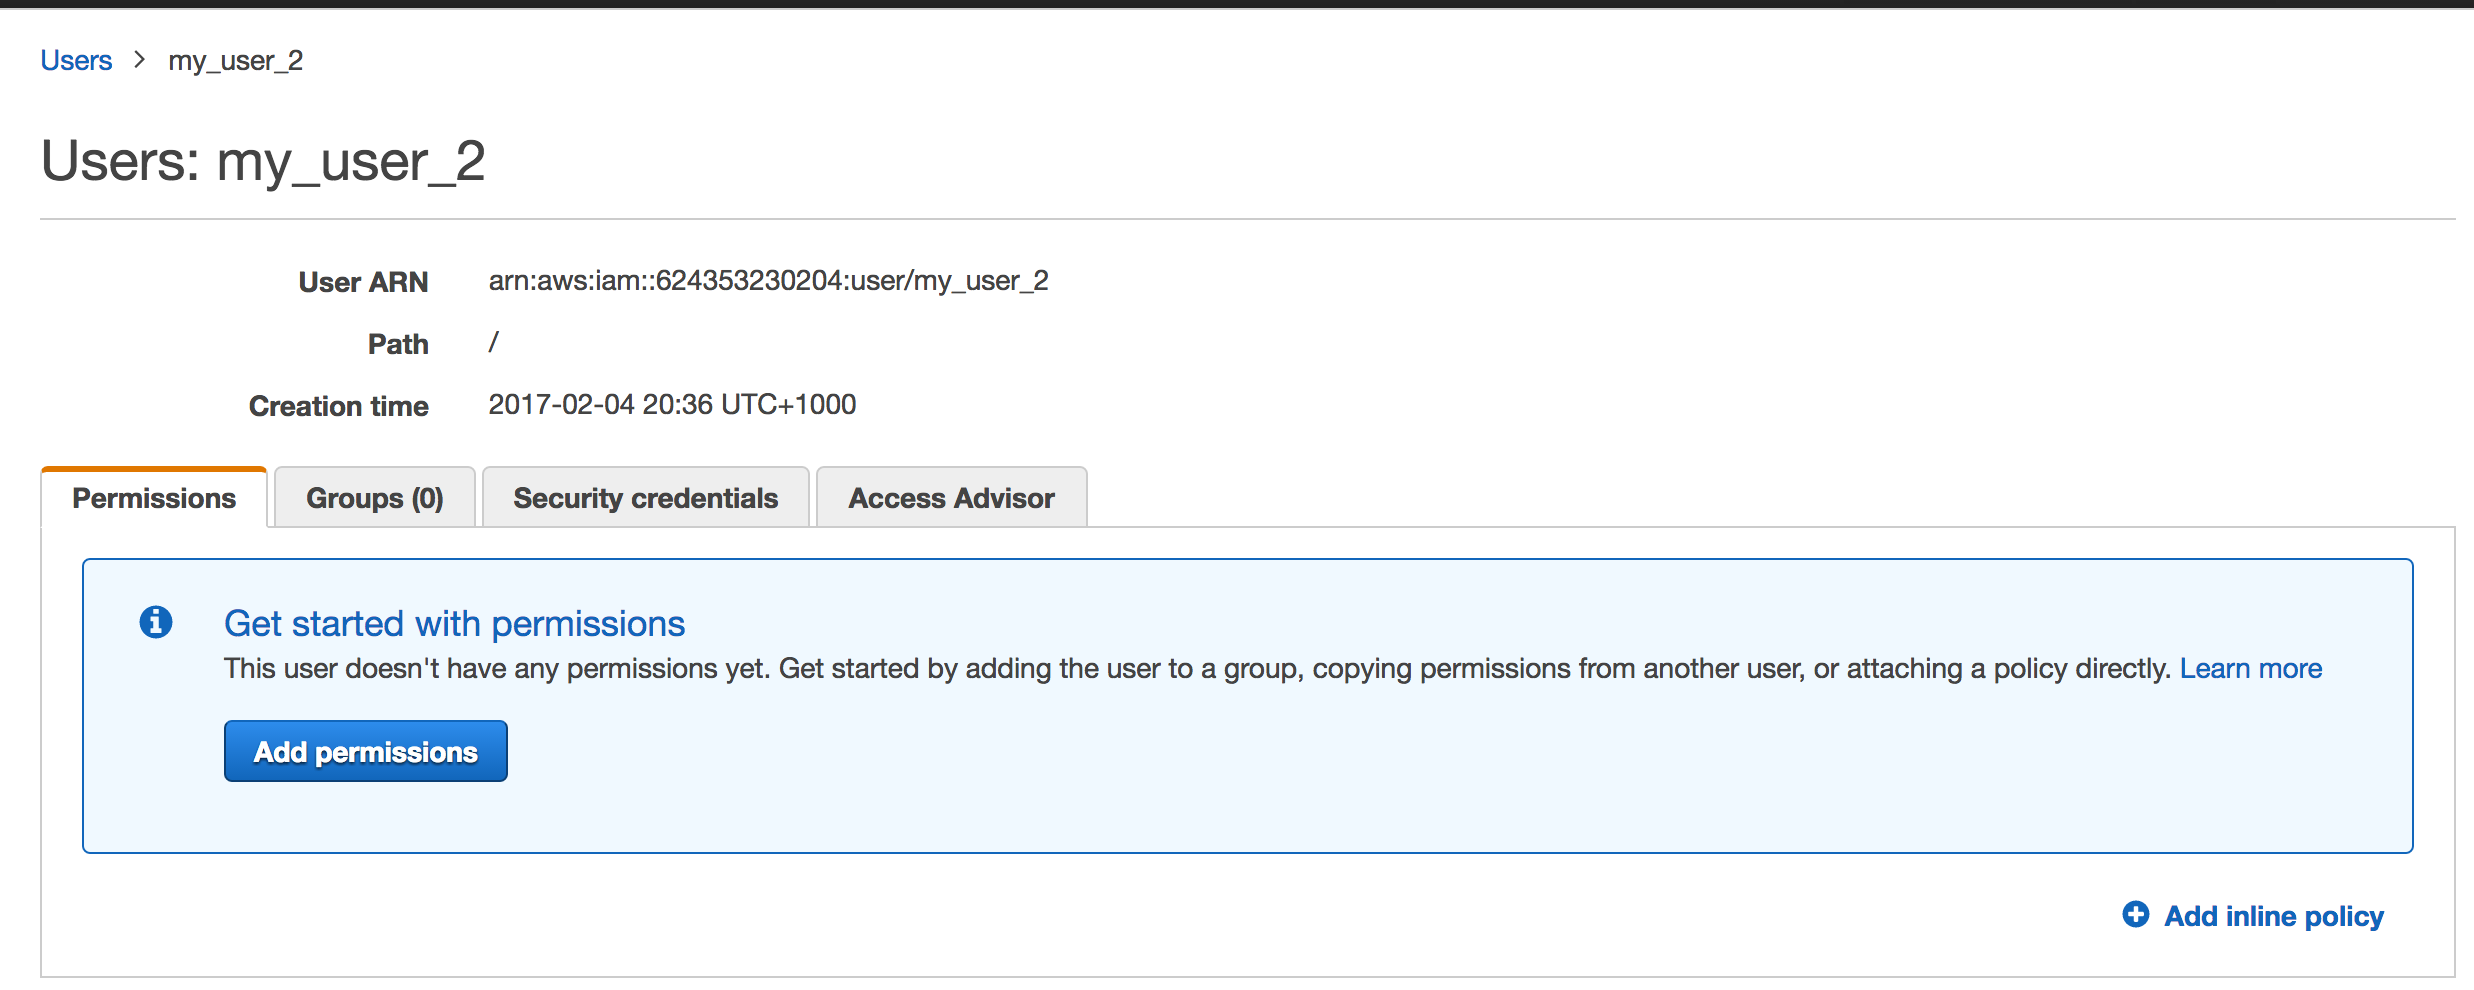 Users > my_user_2
Users: my_user_2
User ARN arn:aws:iam::624353230204:user/my_user_2
Path /
Creation time 2017-02-04 20:36 UTC+1000
Permissions Groups (0) Security credentials Access Advisor
Get started with permissions
This user doesn't have any permissions yet. Get started by adding the user to a group, copying permissions from another user, or attaching a policy directly. Learn more
Add permissions
Add inline policy